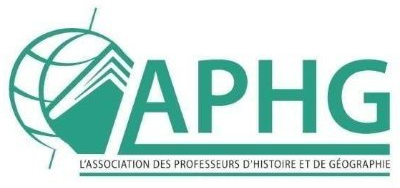 APHG
L'ASSOCIATION DES PROFESSEURS D'HISTOIRE ET DE GÉOGRAPHIE